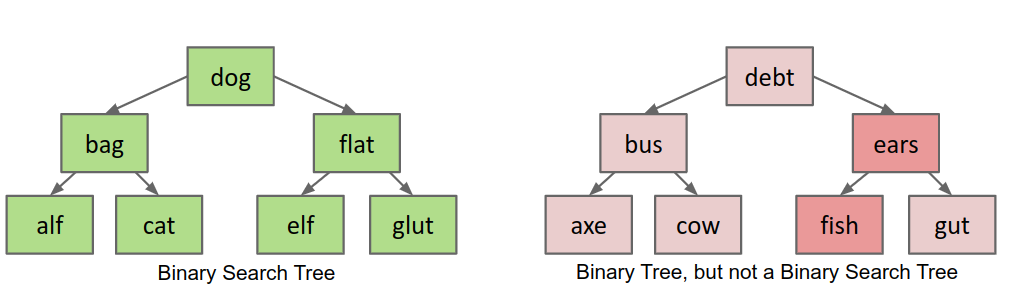 dog
bag
flat
alf
cat
elf
glut
Binary Search Tree
debt
bus
ears
axe
cow
fish
gut
Binary Tree, but not a Binary Search Tree